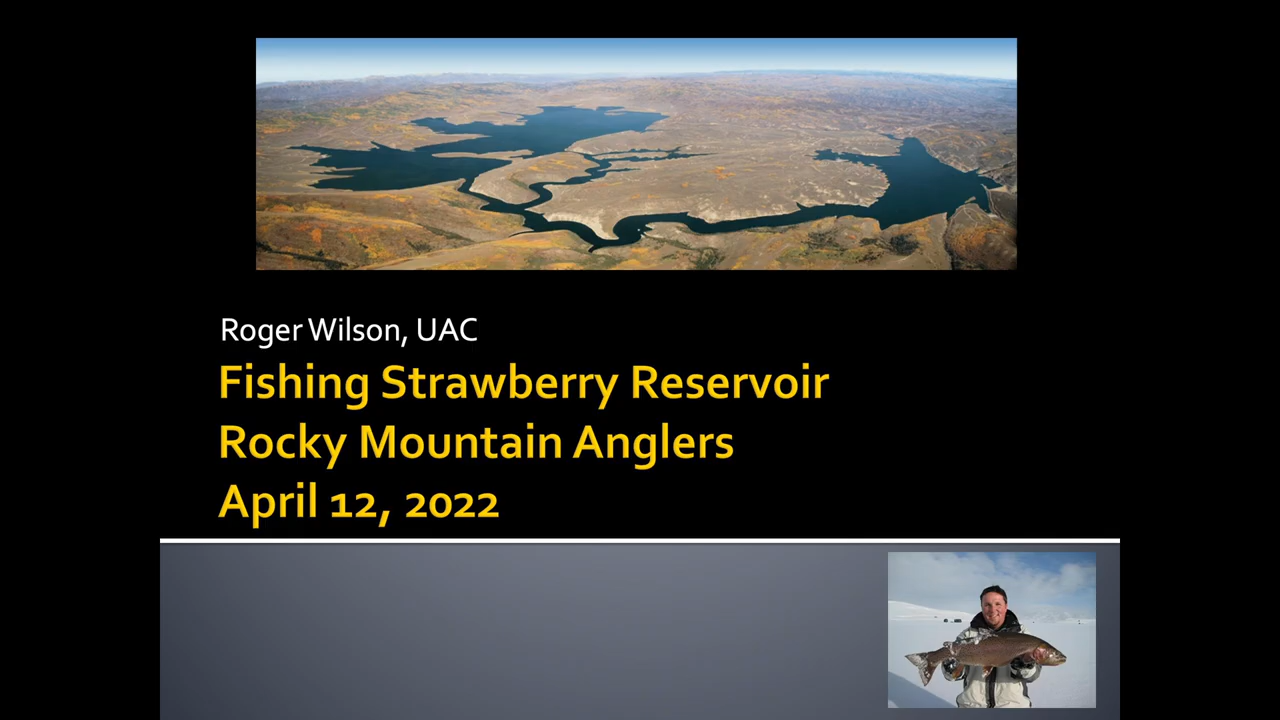 Roger Wilson, UAC
Fishing Strawberry Reservoir
Rocky Mountain Anglers
April 12, 2022